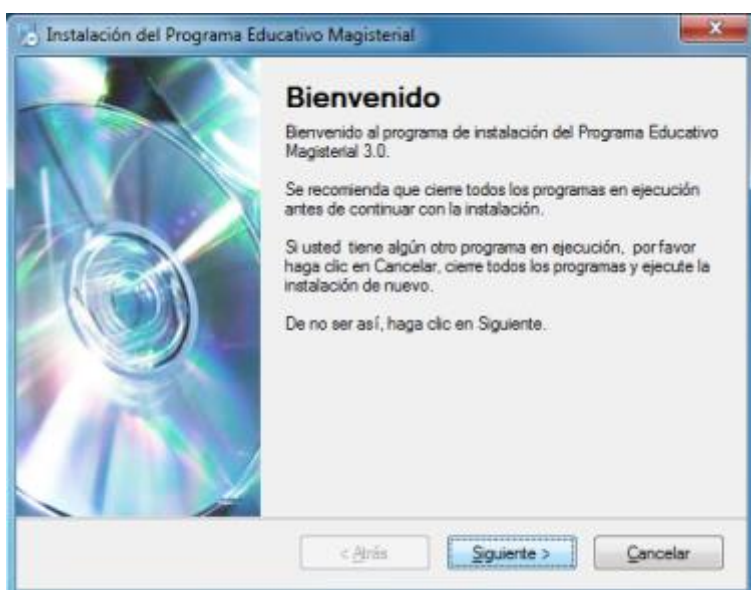 Instalación del Programa Educativo Magisterial
Bienvenido
Bienvenido al programa de instalación del Programa Educativo
Magisterial 3.0.
Se recomienda que cierre todos los programas en ejecución
antes de continuar con la instalación.
Si usted tiene algún otro programa en ejecución, por favor
haga clic en Cancelar, cierre todos los programas y ejecute la
instalación de nuevo.
De no ser así, haga clic en Siguiente.
< Atrás Siguiente > Cancelar